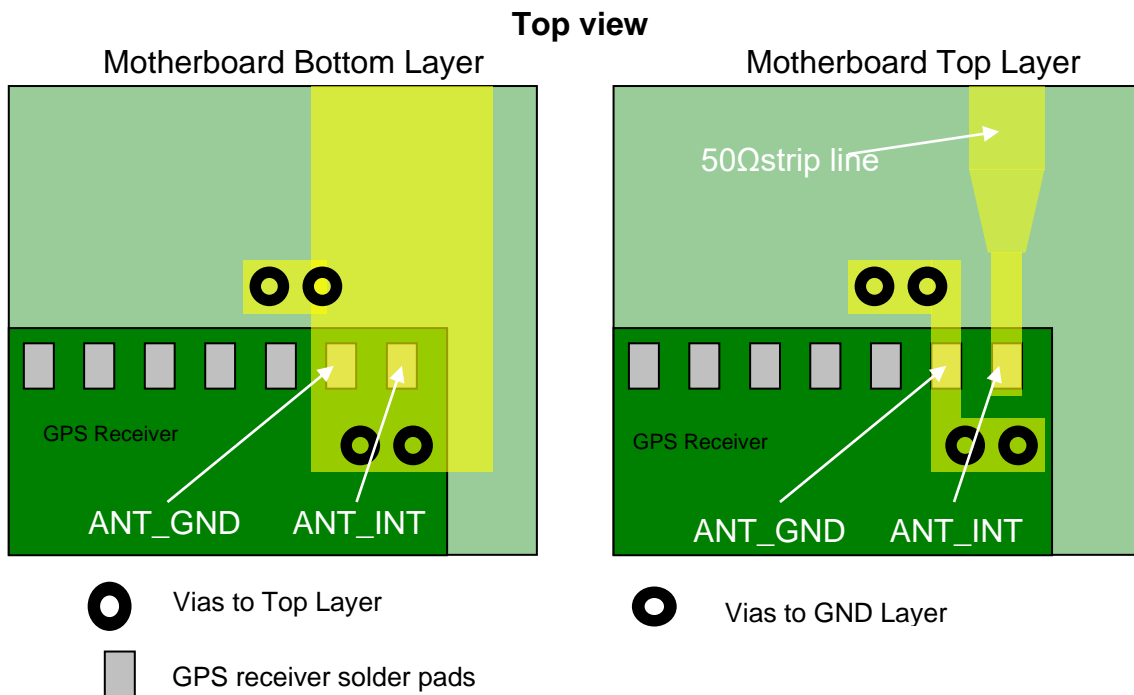 Top view
Motherboard Bottom Layer
Motherboard Top Layer
50Ωstrip line
GPS Receiver
GPS Receiver
ANT_GND
ANT_INT
ANT_GND
ANT_INT
Vias to Top Layer
Vias to GND Layer
GPS receiver solder pads